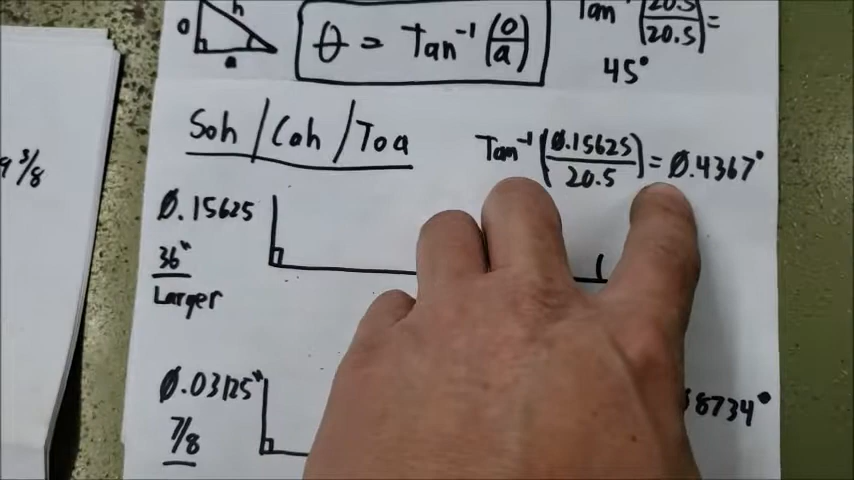 o
h
a
θ = Tan⁻¹(o/a)
Tan⁻¹(20.5/20.5)=
45°
9 3/8
Soh/Cah/Toa
Tan⁻¹(0.15625/20.5) = 0.4367°
0.15625
36"
Larger
0.03125"
8734°
7/8